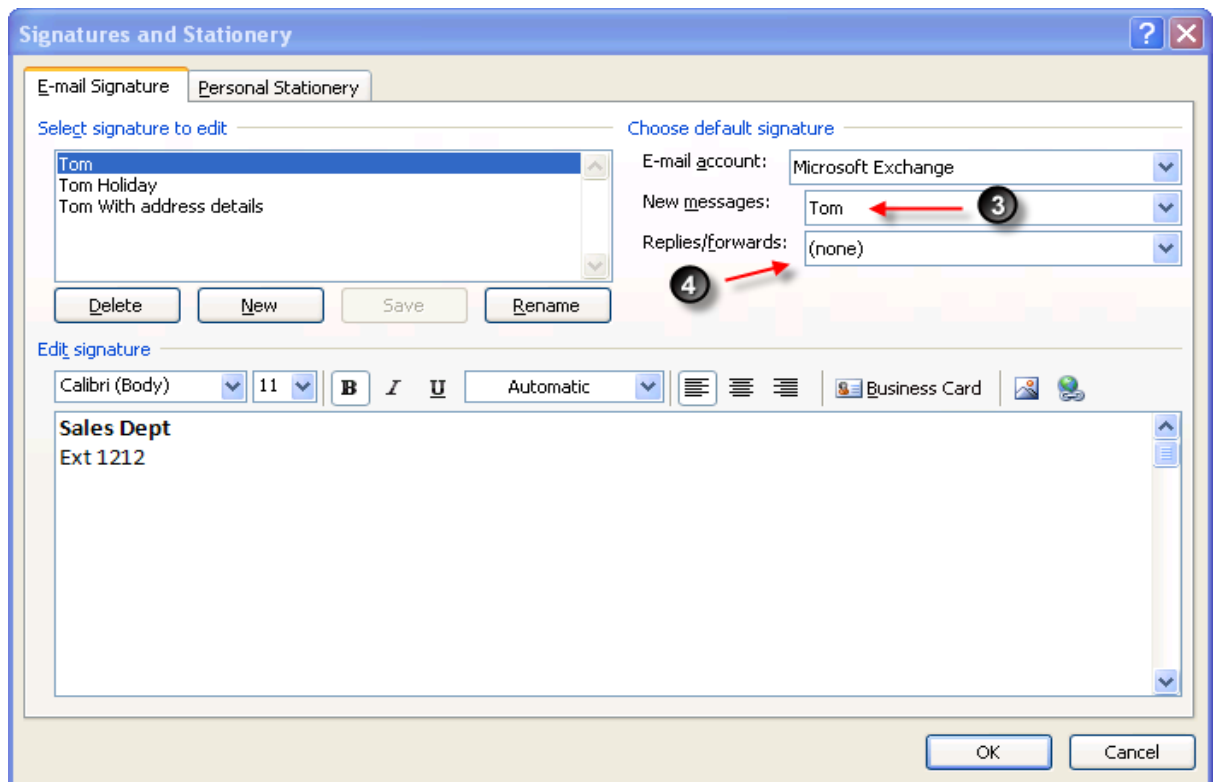 Signatures and Stationery
E-mail Signature
Personal Stationery
Select signature to edit
Tom
Tom Holiday
Tom With address details
Delete
New
Save
Rename
Choose default signature
E-mail account:
Microsoft Exchange
New messages:
Tom
3
Replies/forwards:
(none)
4
Edit signature
Calibri (Body)
11
B
I
U
Automatic
Business Card
Sales Dept
Ext 1212
OK
Cancel